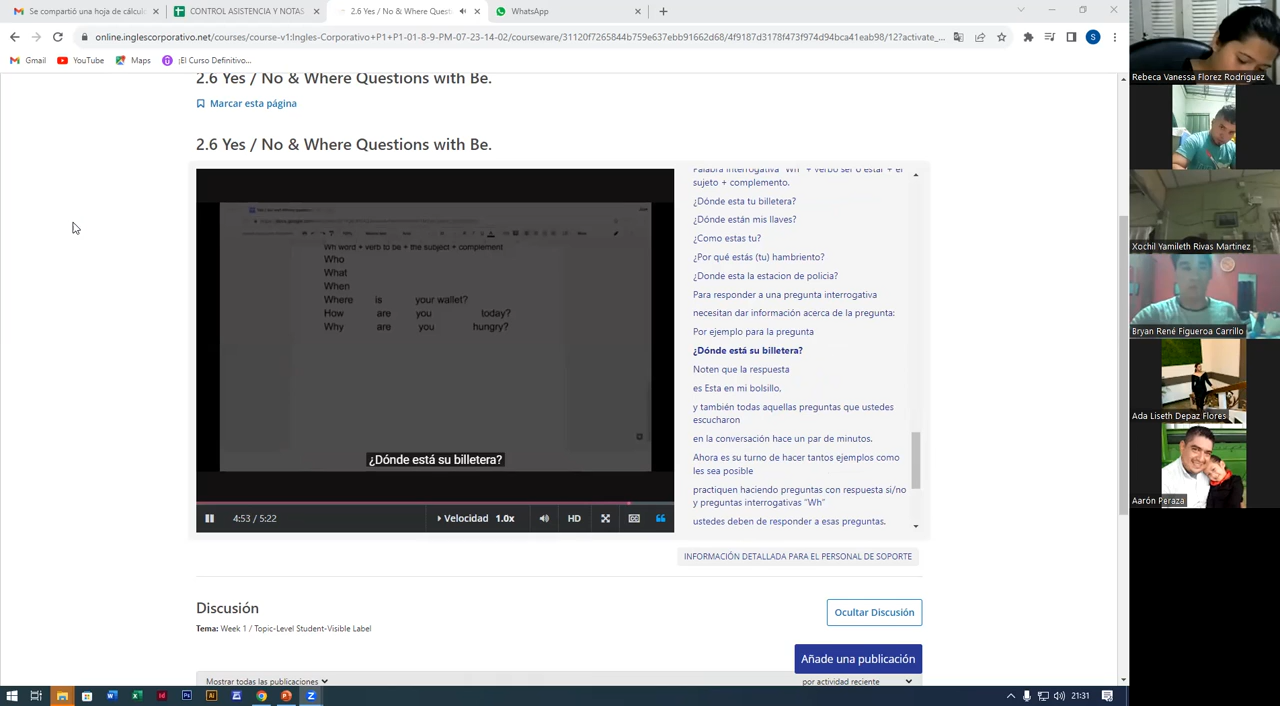 Se compartió una hoja de cálculo
CONTROL ASISTENCIA Y NOTAS
2.6 Yes / No & Where Questions
WhatsApp
online.inglescorporativo.net/courses/course-v1:Ingles-Corporativo+P1+P1-01-8-9-PM
Gmail
YouTube
Maps
¡El Curso Definitivo...
2.6 Yes / No & Where Questions with Be.
Marcar esta página
2.6 Yes / No & Where Questions with Be.
Wh word + verb to be + the subject + complement
Who
What
When
Where is your wallet?
How are you today?
Why are you hungry?
¿Dónde está su billetera?
4:53 / 5:22
Velocidad 1.0x
HD
Palabra interrogativa "Wh" + verbo ser o estar + el
sujeto + complemento.
¿Dónde esta tu billetera?
¿Dónde están mis llaves?
¿Como estas tu?
¿Por qué estás (tu) hambriento?
¿Donde esta la estacion de policia?
Para responder a una pregunta interrogativa
necesitan dar información acerca de la pregunta:
Por ejemplo para la pregunta
¿Dónde está su billetera?
Noten que la respuesta
es Esta en mi bolsillo,
y también todas aquellas preguntas que ustedes
escucharon
en la conversación hace un par de minutos.
Ahora es su turno de hacer tantos ejemplos como
les sea posible
practiquen haciendo preguntas con respuesta si/no
y preguntas interrogativas "Wh"
ustedes deben de responder a esas preguntas.
INFORMACIÓN DETALLADA PARA EL PERSONAL DE SOPORTE
Discusión
Ocultar Discusión
Tema: Week 1 / Topic-Level Student-Visible Label
Añade una publicación
Mostrar todas las publicaciones
por actividad reciente
21:31
Rebeca Vanessa Florez Rodriguez
Xochil Yamileth Rivas Martinez
Bryan René Figueroa Carrillo
Ada Liseth Depaz Flores
Aarón Peraza